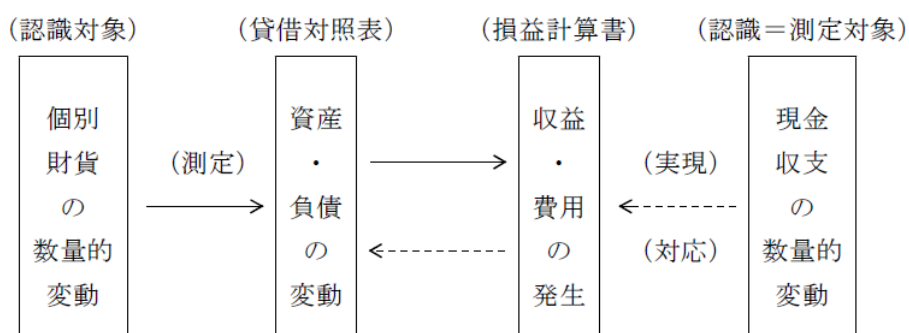 (認識対象)
(貸借対照表)
(損益計算書)
(認識＝測定対象)
個別
財貨
の
数量的
変動
(測定)
資産
・
負債
の
変動
収益
・
費用
の
発生
(実現)
(対応)
現金
収支
の
数量的
変動